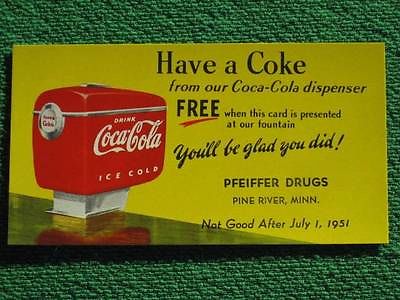 Have a Coke
from our Coca-Cola dispenser
FREE when this card is presented
at our fountain
You'll be glad you did!
PFEIFFER DRUGS
PINE RIVER, MINN.
Not Good After July 1, 1951
DRINK
Coca-Cola
ICE COLD